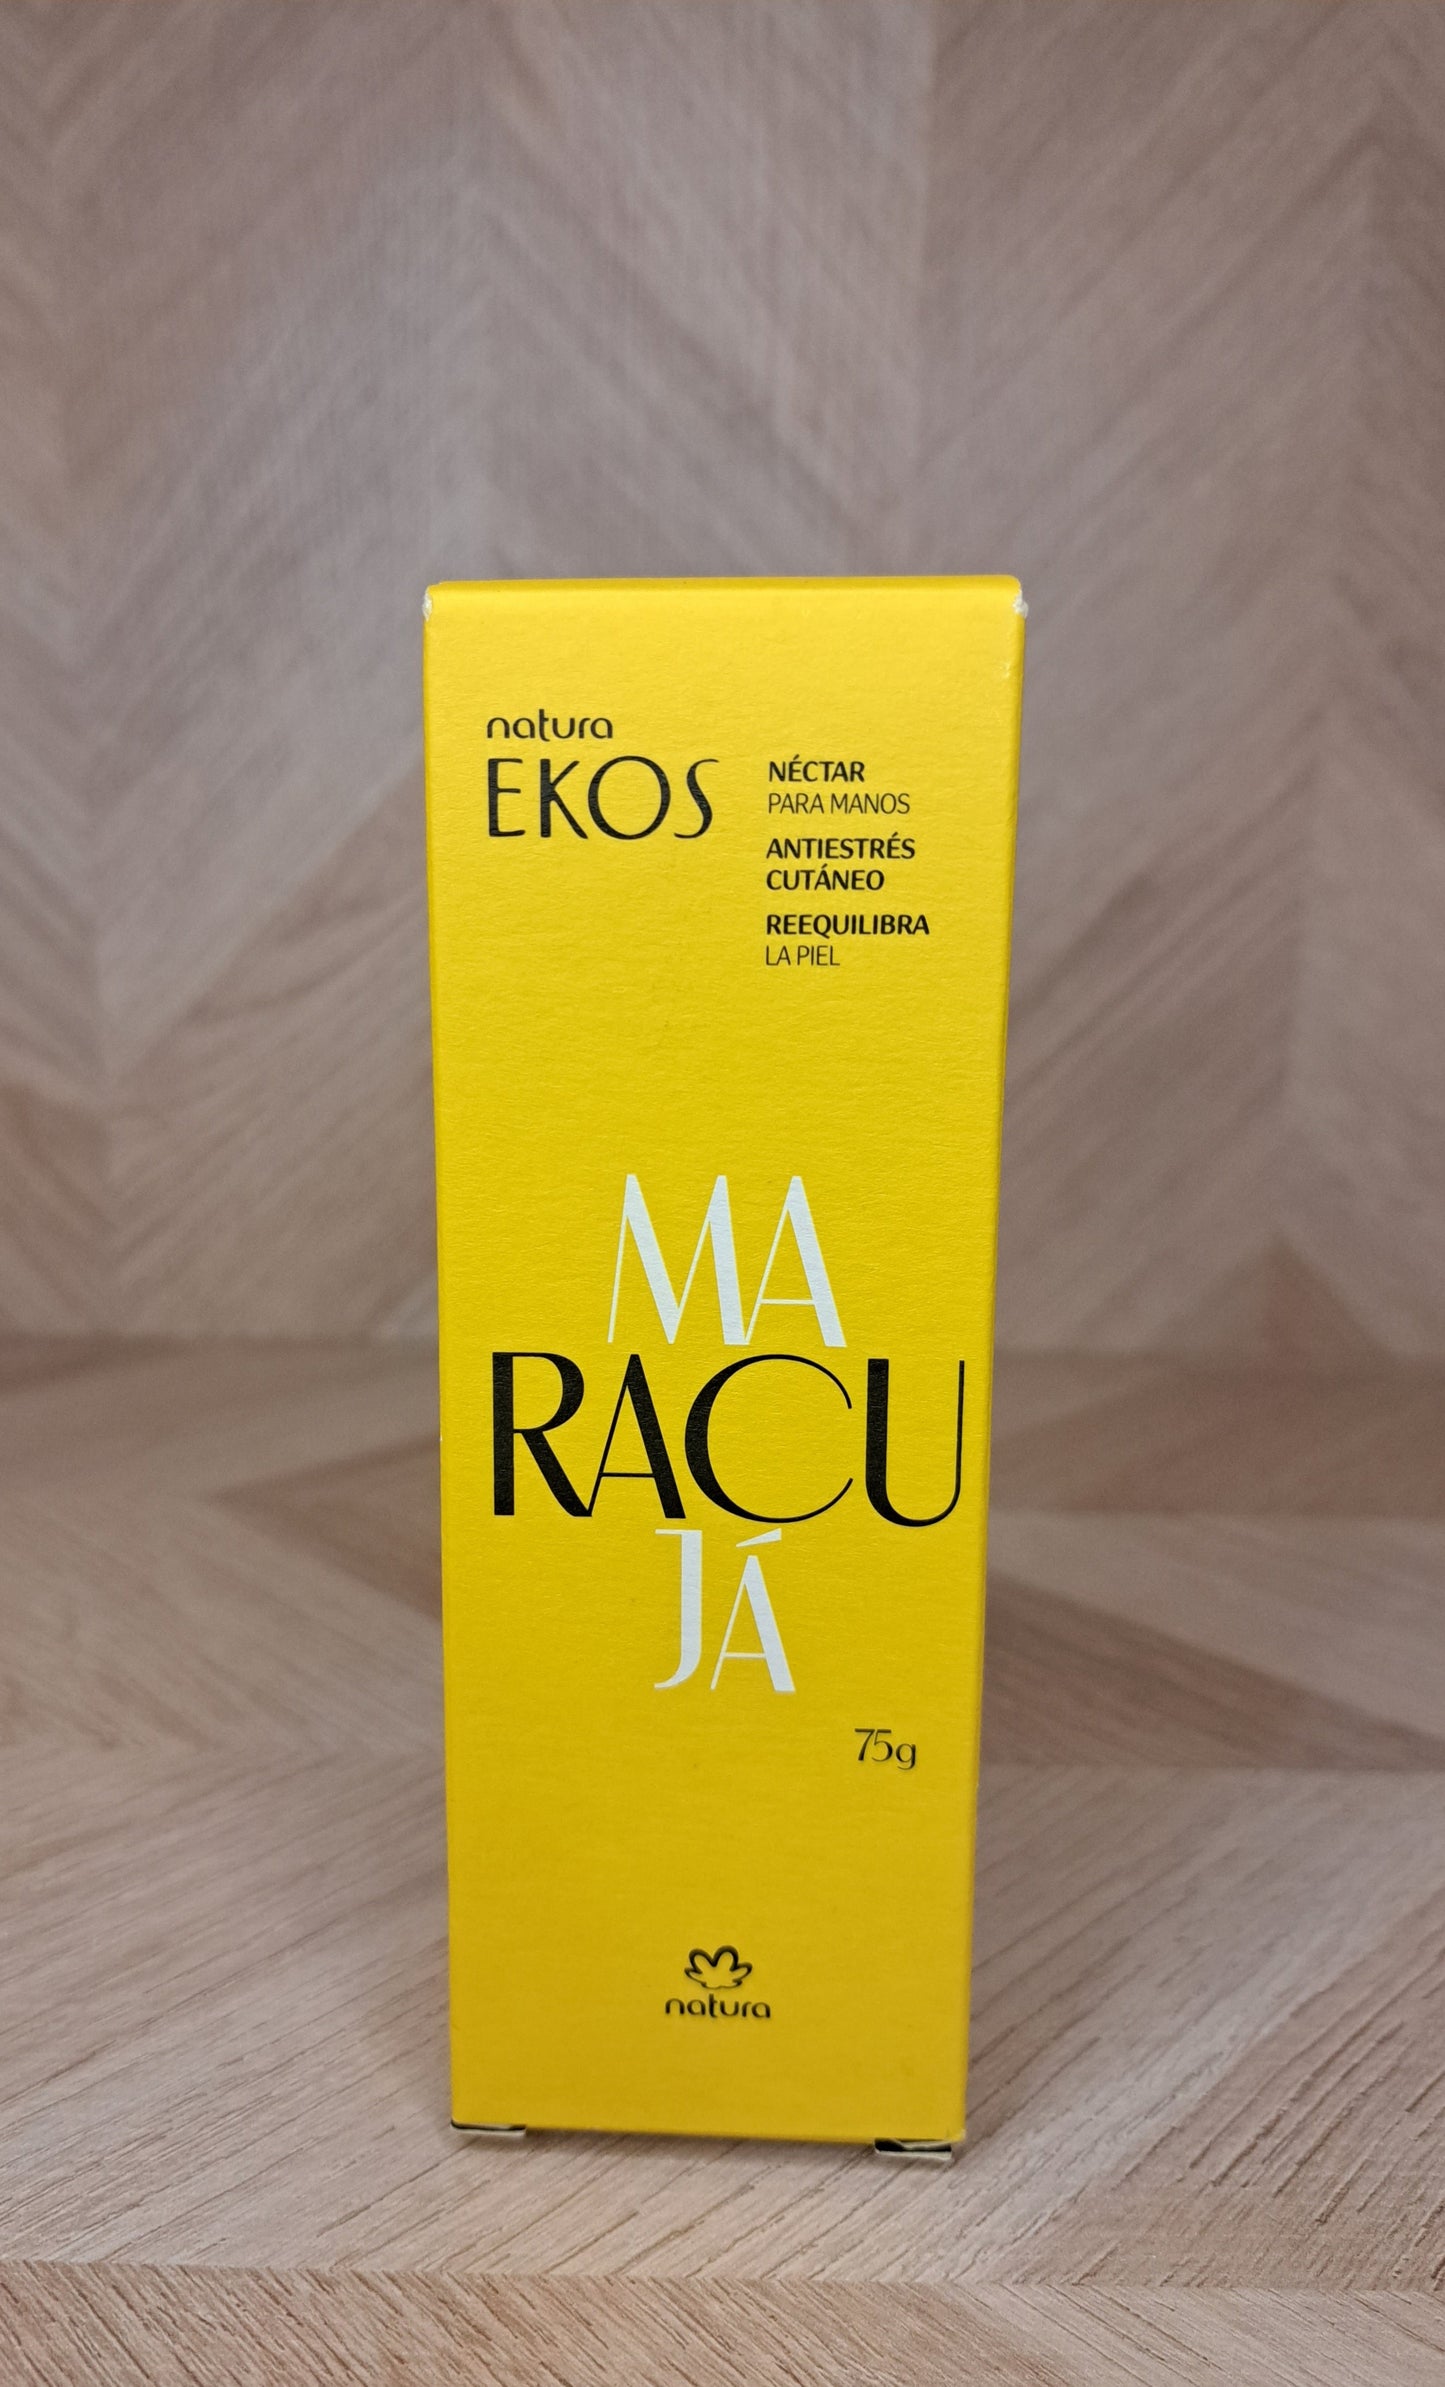 natura
EKOS
NÉCTAR
PARA MANOS
ANTIESTRÉS
CUTÁNEO
REEQUILIBRA
LA PIEL
MA
RACU
JÁ
75g
natura